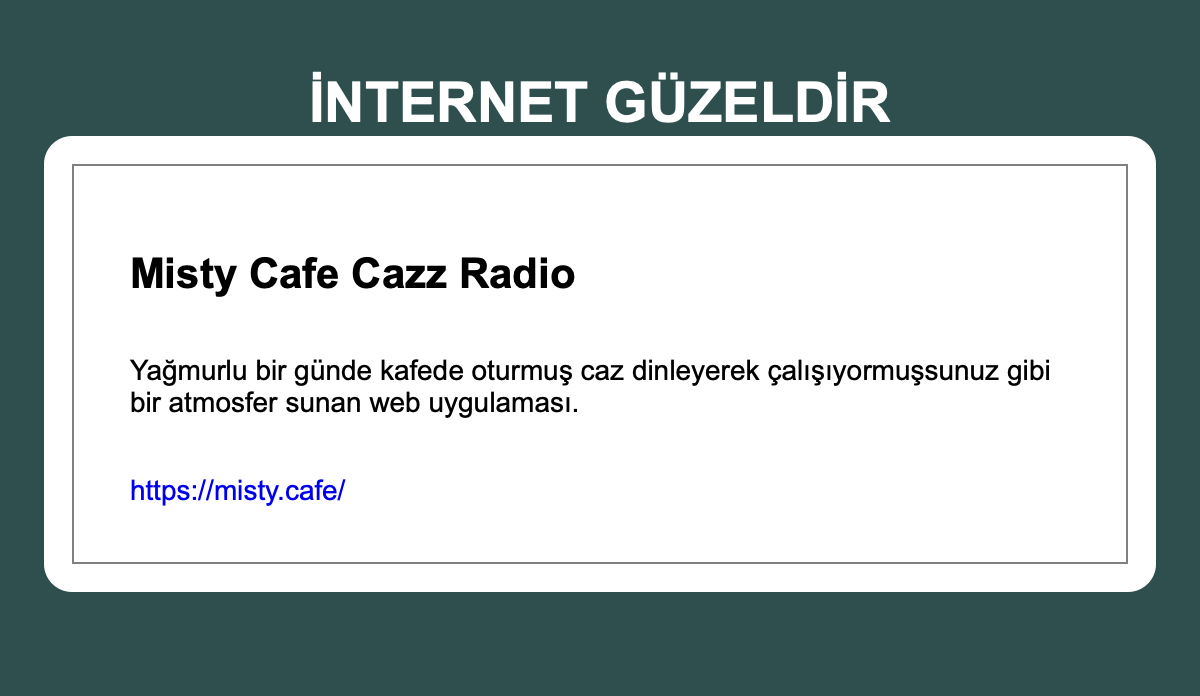 İNTERNET GÜZELDİR
Misty Cafe Cazz Radio
Yağmurlu bir günde kafede oturmuş caz dinleyerek çalışıyormuşsunuz gibi
bir atmosfer sunan web uygulaması.
https://misty.cafe/